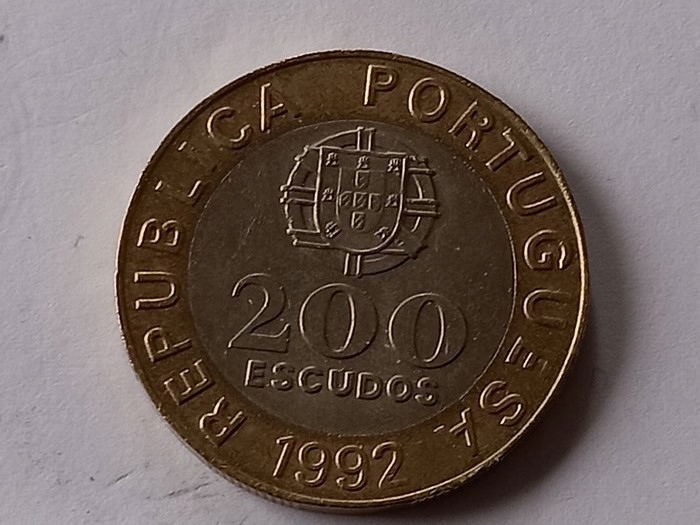 REPUBLICA PORTUGUESA
200
ESCUDOS
1992